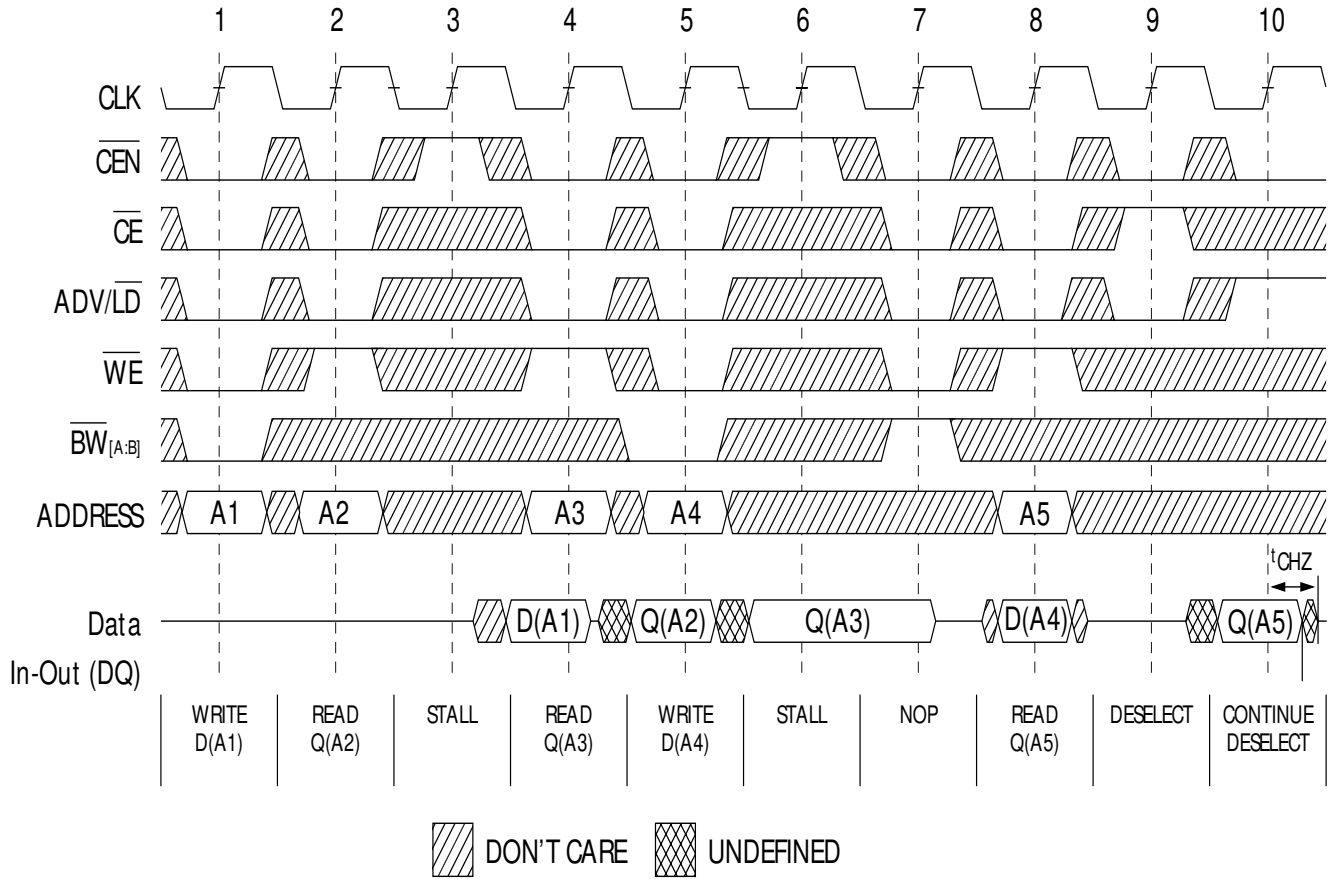 1 2 3 4 5 6 7 8 9 10
CLK
CEN
CE
ADV/LD
WE
BW[A:B]
ADDRESS A1 A2 A3 A4 A5
tCHZ
Data D(A1) Q(A2) Q(A3) D(A4) Q(A5)
In-Out (DQ)
WRITE READ STALL READ WRITE STALL NOP READ DESELECT CONTINUE
D(A1) Q(A2) Q(A3) D(A4) Q(A5) DESELECT
DON'T CARE UNDEFINED